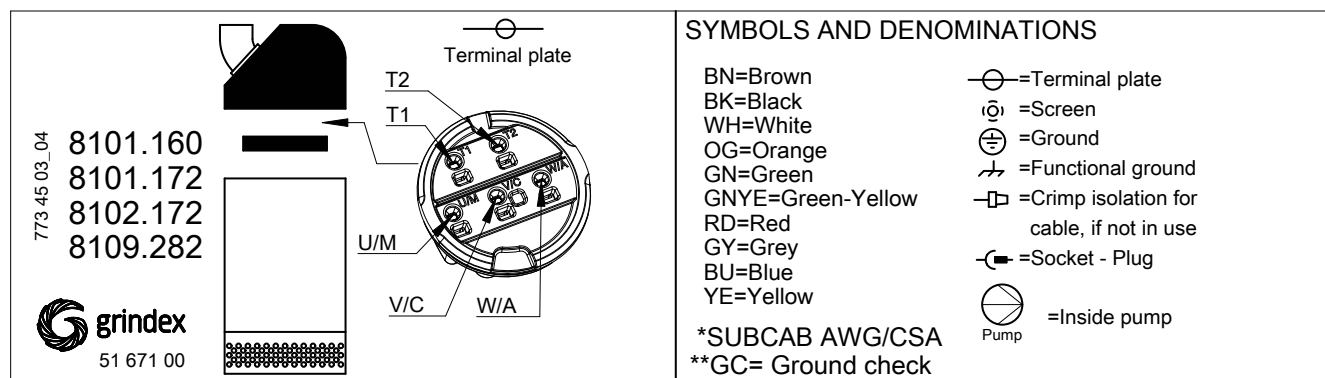 773 45 03_04
8101.160
8101.172
8102.172
8109.282
grindex
51 671 00
Terminal plate
T2
T1
T1
T2
W/A
V/C
U/M
U/M
V/C
W/A
SYMBOLS AND DENOMINATIONS
BN=Brown
BK=Black
WH=White
OG=Orange
GN=Green
GNYE=Green-Yellow
RD=Red
GY=Grey
BU=Blue
YE=Yellow
*SUBCAB AWG/CSA
**GC= Ground check
=Terminal plate
=Screen
=Ground
=Functional ground
=Crimp isolation for
cable, if not in use
=Socket - Plug
=Inside pump
Pump